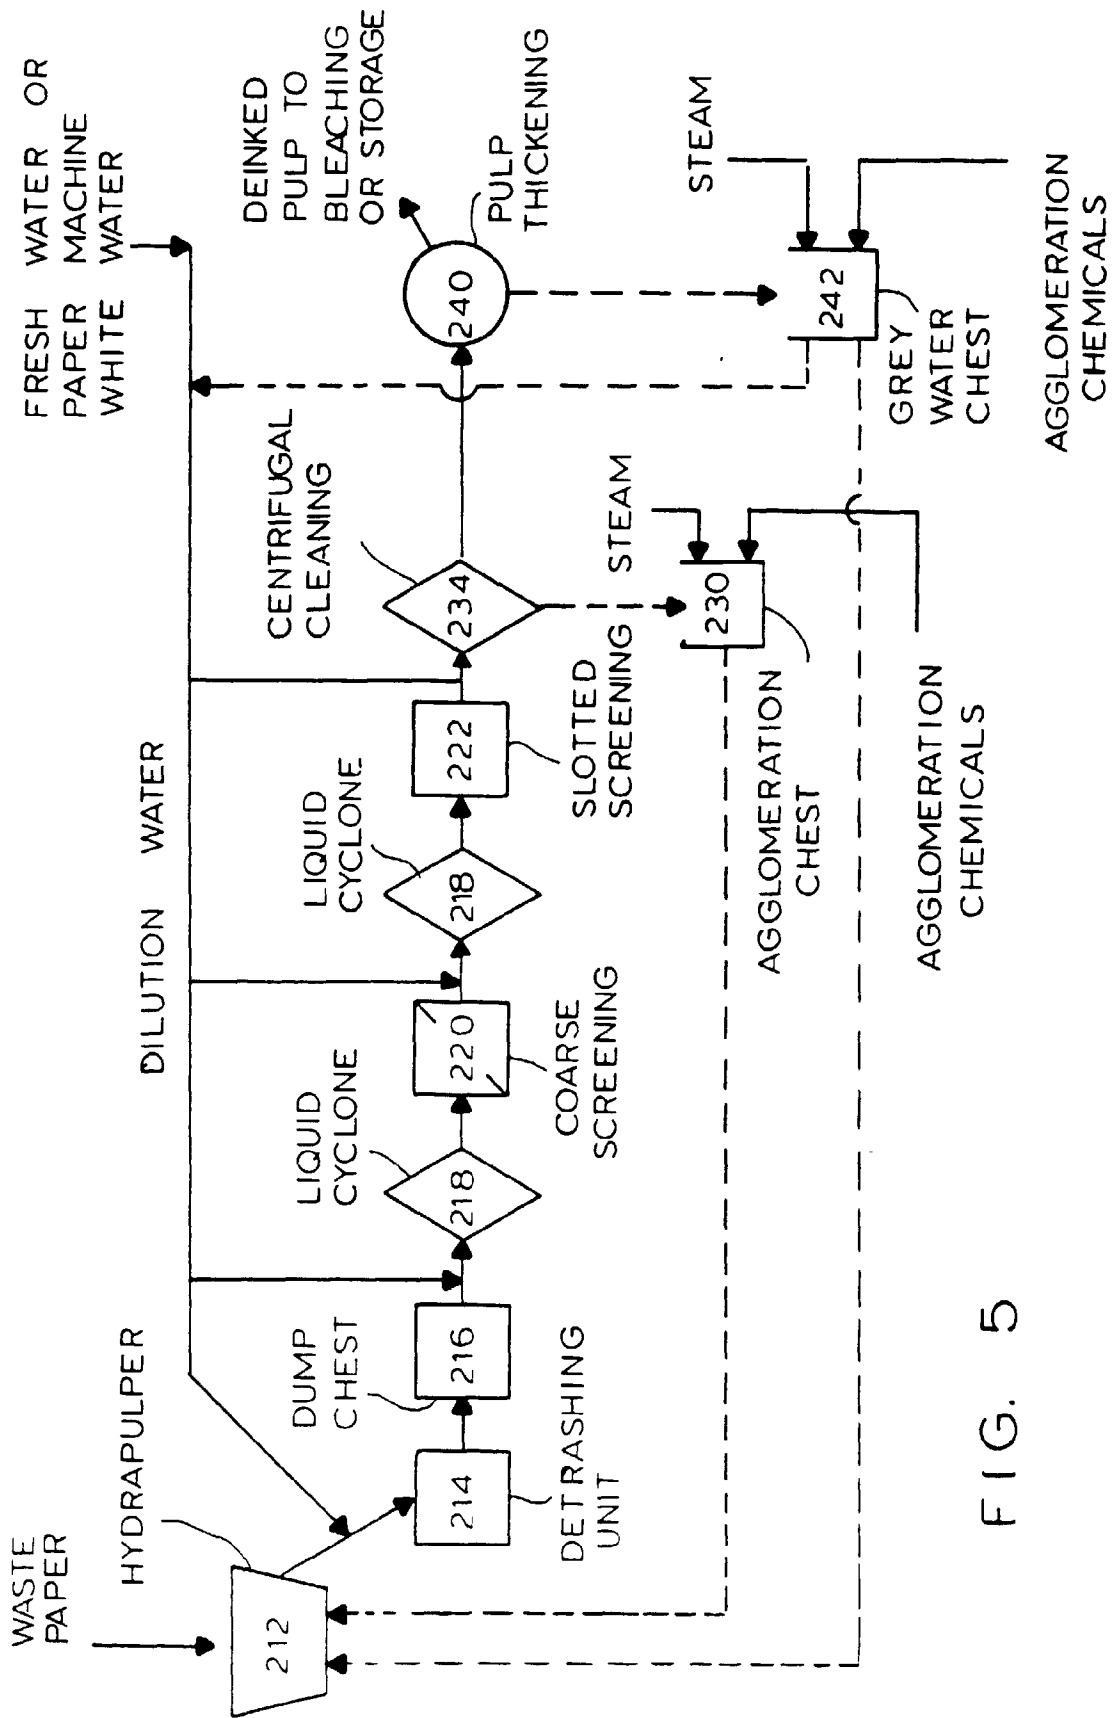 FRESH WATER OR
PAPER MACHINE
WHITE WATER
DILUTION WATER
WASTE
PAPER
HYDRAPULPER
212
DETRASHING
UNIT
214
DUMP
CHEST
216
LIQUID
CYCLONE
218
COARSE
SCREENING
220
LIQUID
CYCLONE
218
SLOTTED
SCREENING
222
CENTRIFUGAL
CLEANING
234
DEINKED
PULP TO
BLEACHING
OR STORAGE
240
PULP
THICKENING
STEAM
230
AGGLOMERATION
CHEST
AGGLOMERATION
CHEMICALS
STEAM
242
GREY
WATER
CHEST
AGGLOMERATION
CHEMICALS
FIG. 5